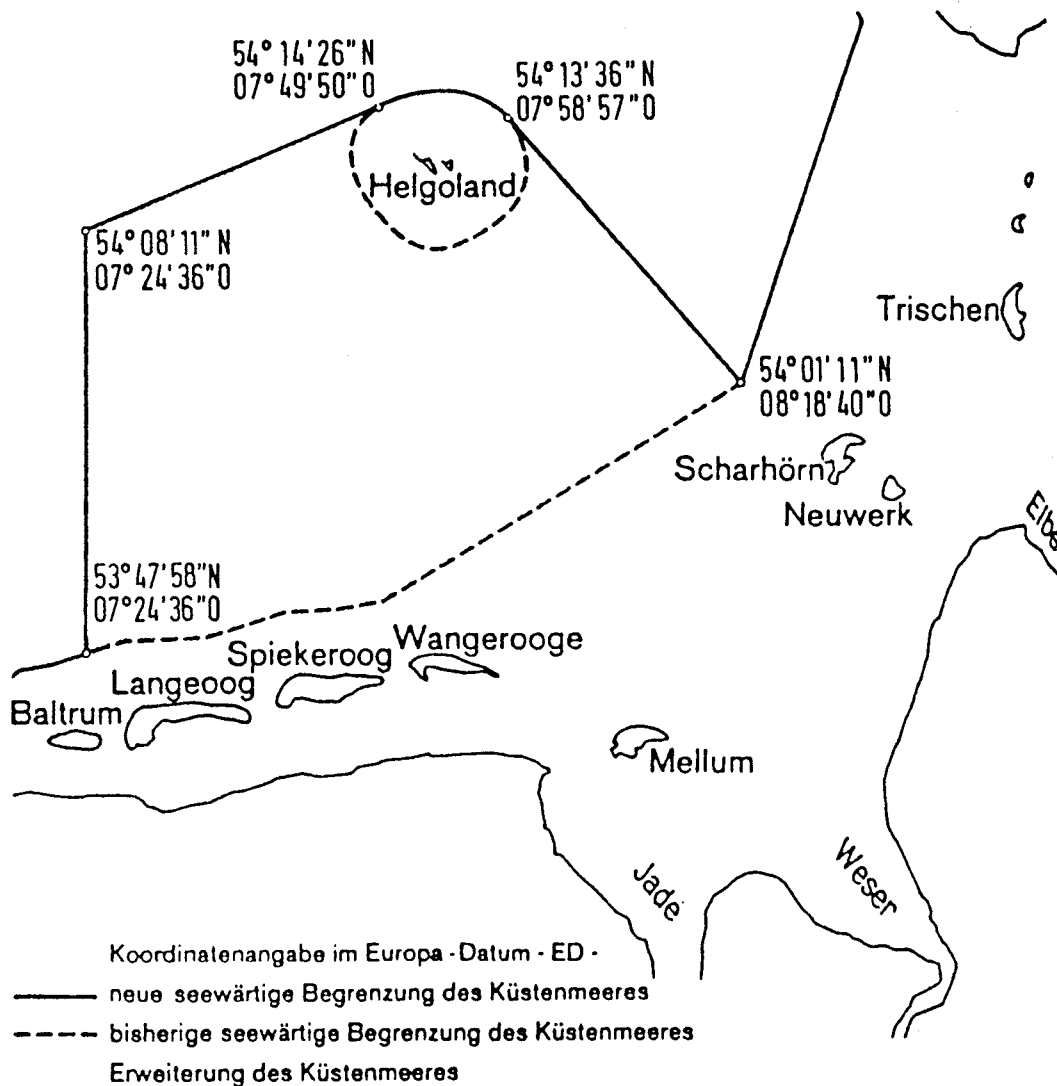 54° 14' 26" N
07° 49' 50" O
54° 13' 36" N
07° 58' 57" O
Helgoland
54° 08' 11" N
07° 24' 36" O
Trischen
54° 01' 11" N
08° 18' 40" O
Scharhörn
Neuwerk
Elbe
53° 47' 58" N
07° 24' 36" O
Wangerooge
Spiekeroog
Langeoog
Baltrum
Mellum
Jade
Weser
Koordinatenangabe im Europa - Datum - ED -
neue seewärtige Begrenzung des Küstenmeeres
bisherige seewärtige Begrenzung des Küstenmeeres
Erweiterung des Küstenmeeres